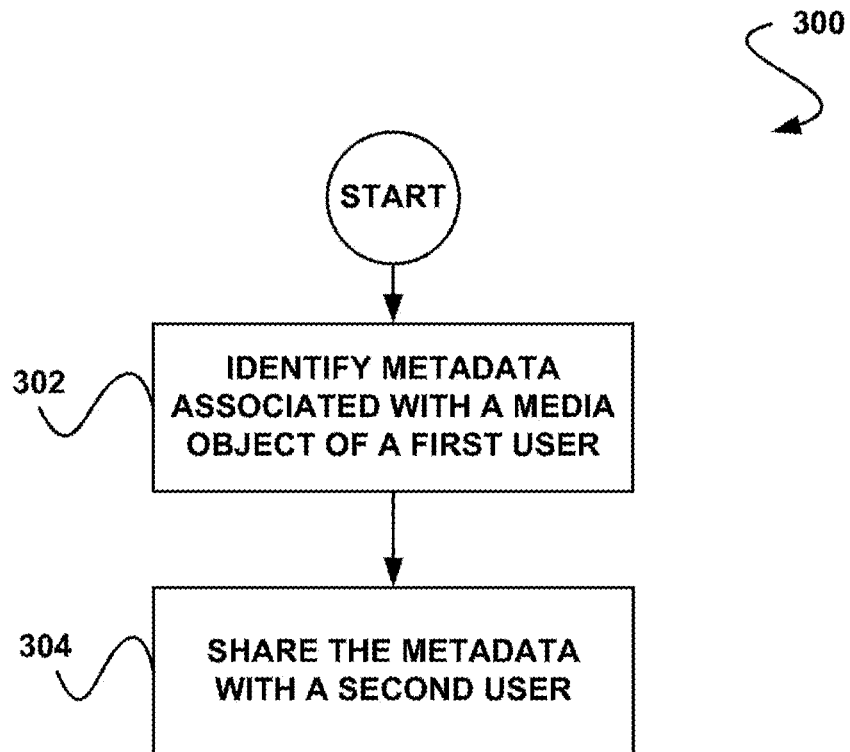 300
START
302
IDENTIFY METADATA
ASSOCIATED WITH A MEDIA
OBJECT OF A FIRST USER
304
SHARE THE METADATA
WITH A SECOND USER